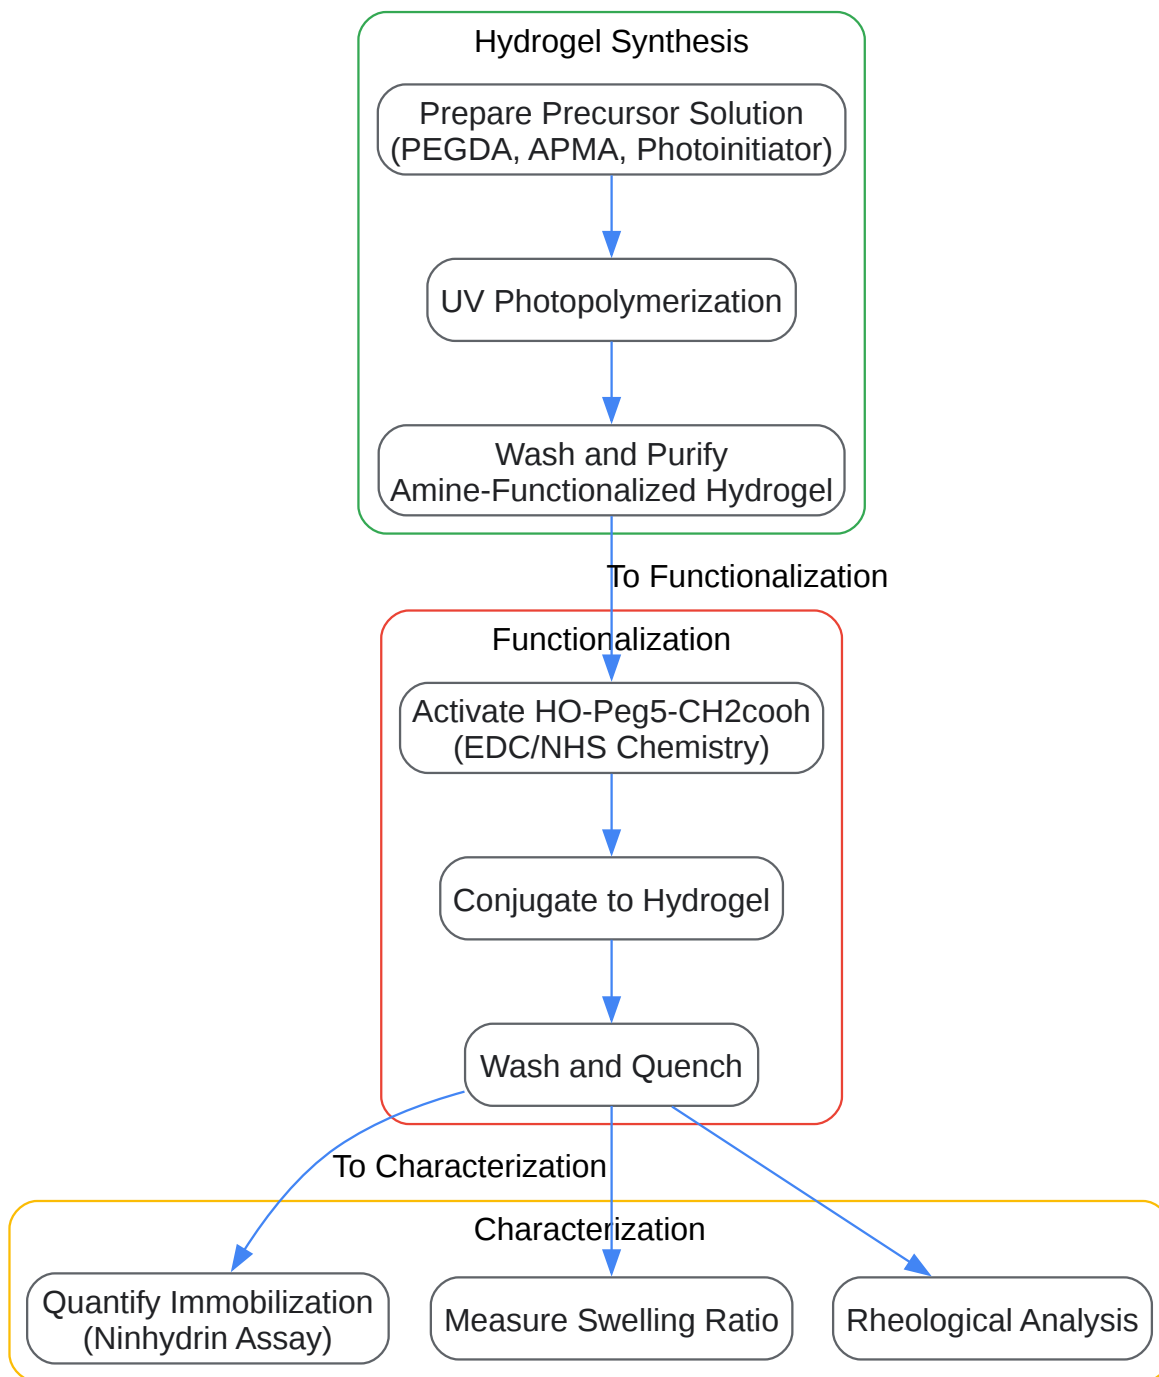 Hydrogel Synthesis
Prepare Precursor Solution
(PEGDA, APMA, Photoinitiator)
UV Photopolymerization
Wash and Purify
Amine-Functionalized Hydrogel
To Functionalization
Functionalization
Activate HO-Peg5-CH2cooh
(EDC/NHS Chemistry)
Conjugate to Hydrogel
Wash and Quench
To Characterization
Characterization
Quantify Immobilization
(Ninhydrin Assay)
Measure Swelling Ratio
Rheological Analysis